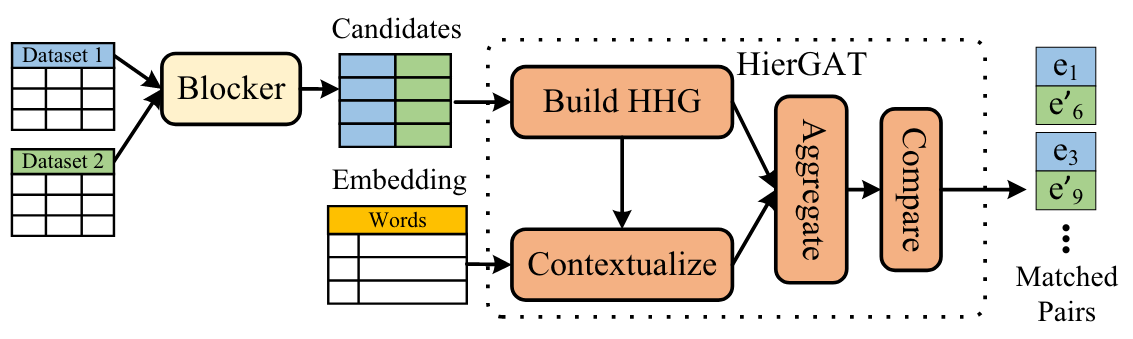 Dataset 1
Dataset 2
Blocker
Candidates
Embedding
Words
HierGAT
Build HHG
Contextualize
Aggregate
Compare
e1
e’6
e3
e’9
Matched
Pairs